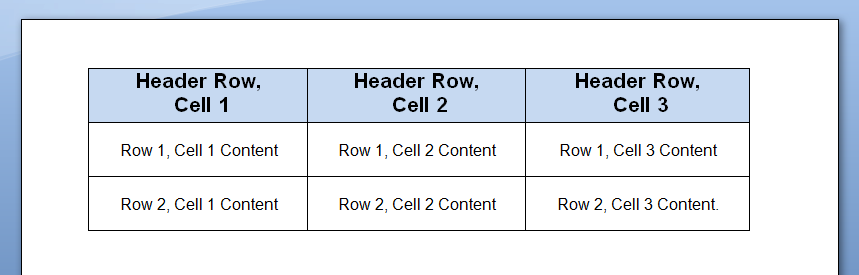 Header Row,
Cell 1
Header Row,
Cell 2
Header Row,
Cell 3
Row 1, Cell 1 Content
Row 1, Cell 2 Content
Row 1, Cell 3 Content
Row 2, Cell 1 Content
Row 2, Cell 2 Content
Row 2, Cell 3 Content.